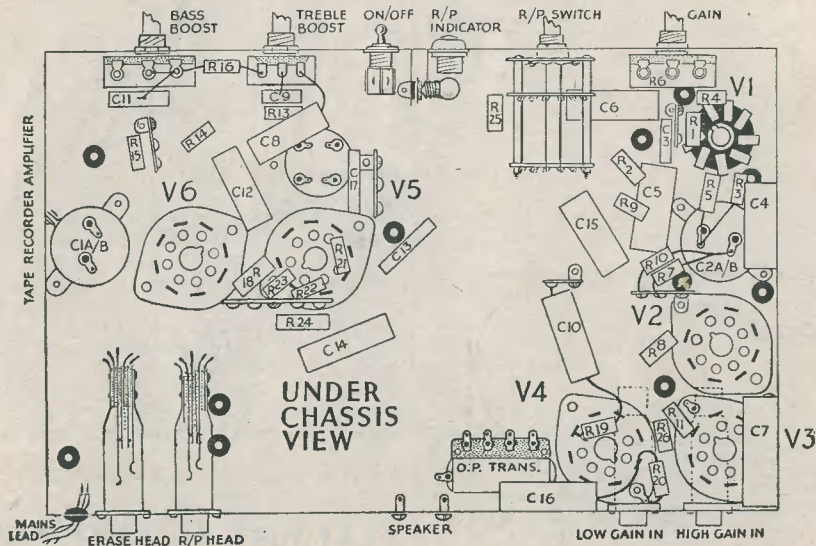 BASS
BOOST
TREBLE
BOOST
ON/OFF
R/P
INDICATOR
R/P SWITCH
GAIN
R16
C11
C9
R13
R6
V1
R4
R25
C6
C3
R1
R15
R14
C8
C17
V5
R2
C5
R5
R3
C4
V6
C12
R9
C15
TAPE RECORDER AMPLIFIER
C1A/B
C13
R21
R10
R7
C2A/B
18R
R23
R22
R24
C14
C10
V2
R8
UNDER
CHASSIS
VIEW
V4
R19
R26
R11
C7
V3
O.P. TRANS.
R20
C16
MAINS
LEAD
ERASE HEAD
R/P HEAD
SPEAKER
LOW GAIN IN
HIGH GAIN IN